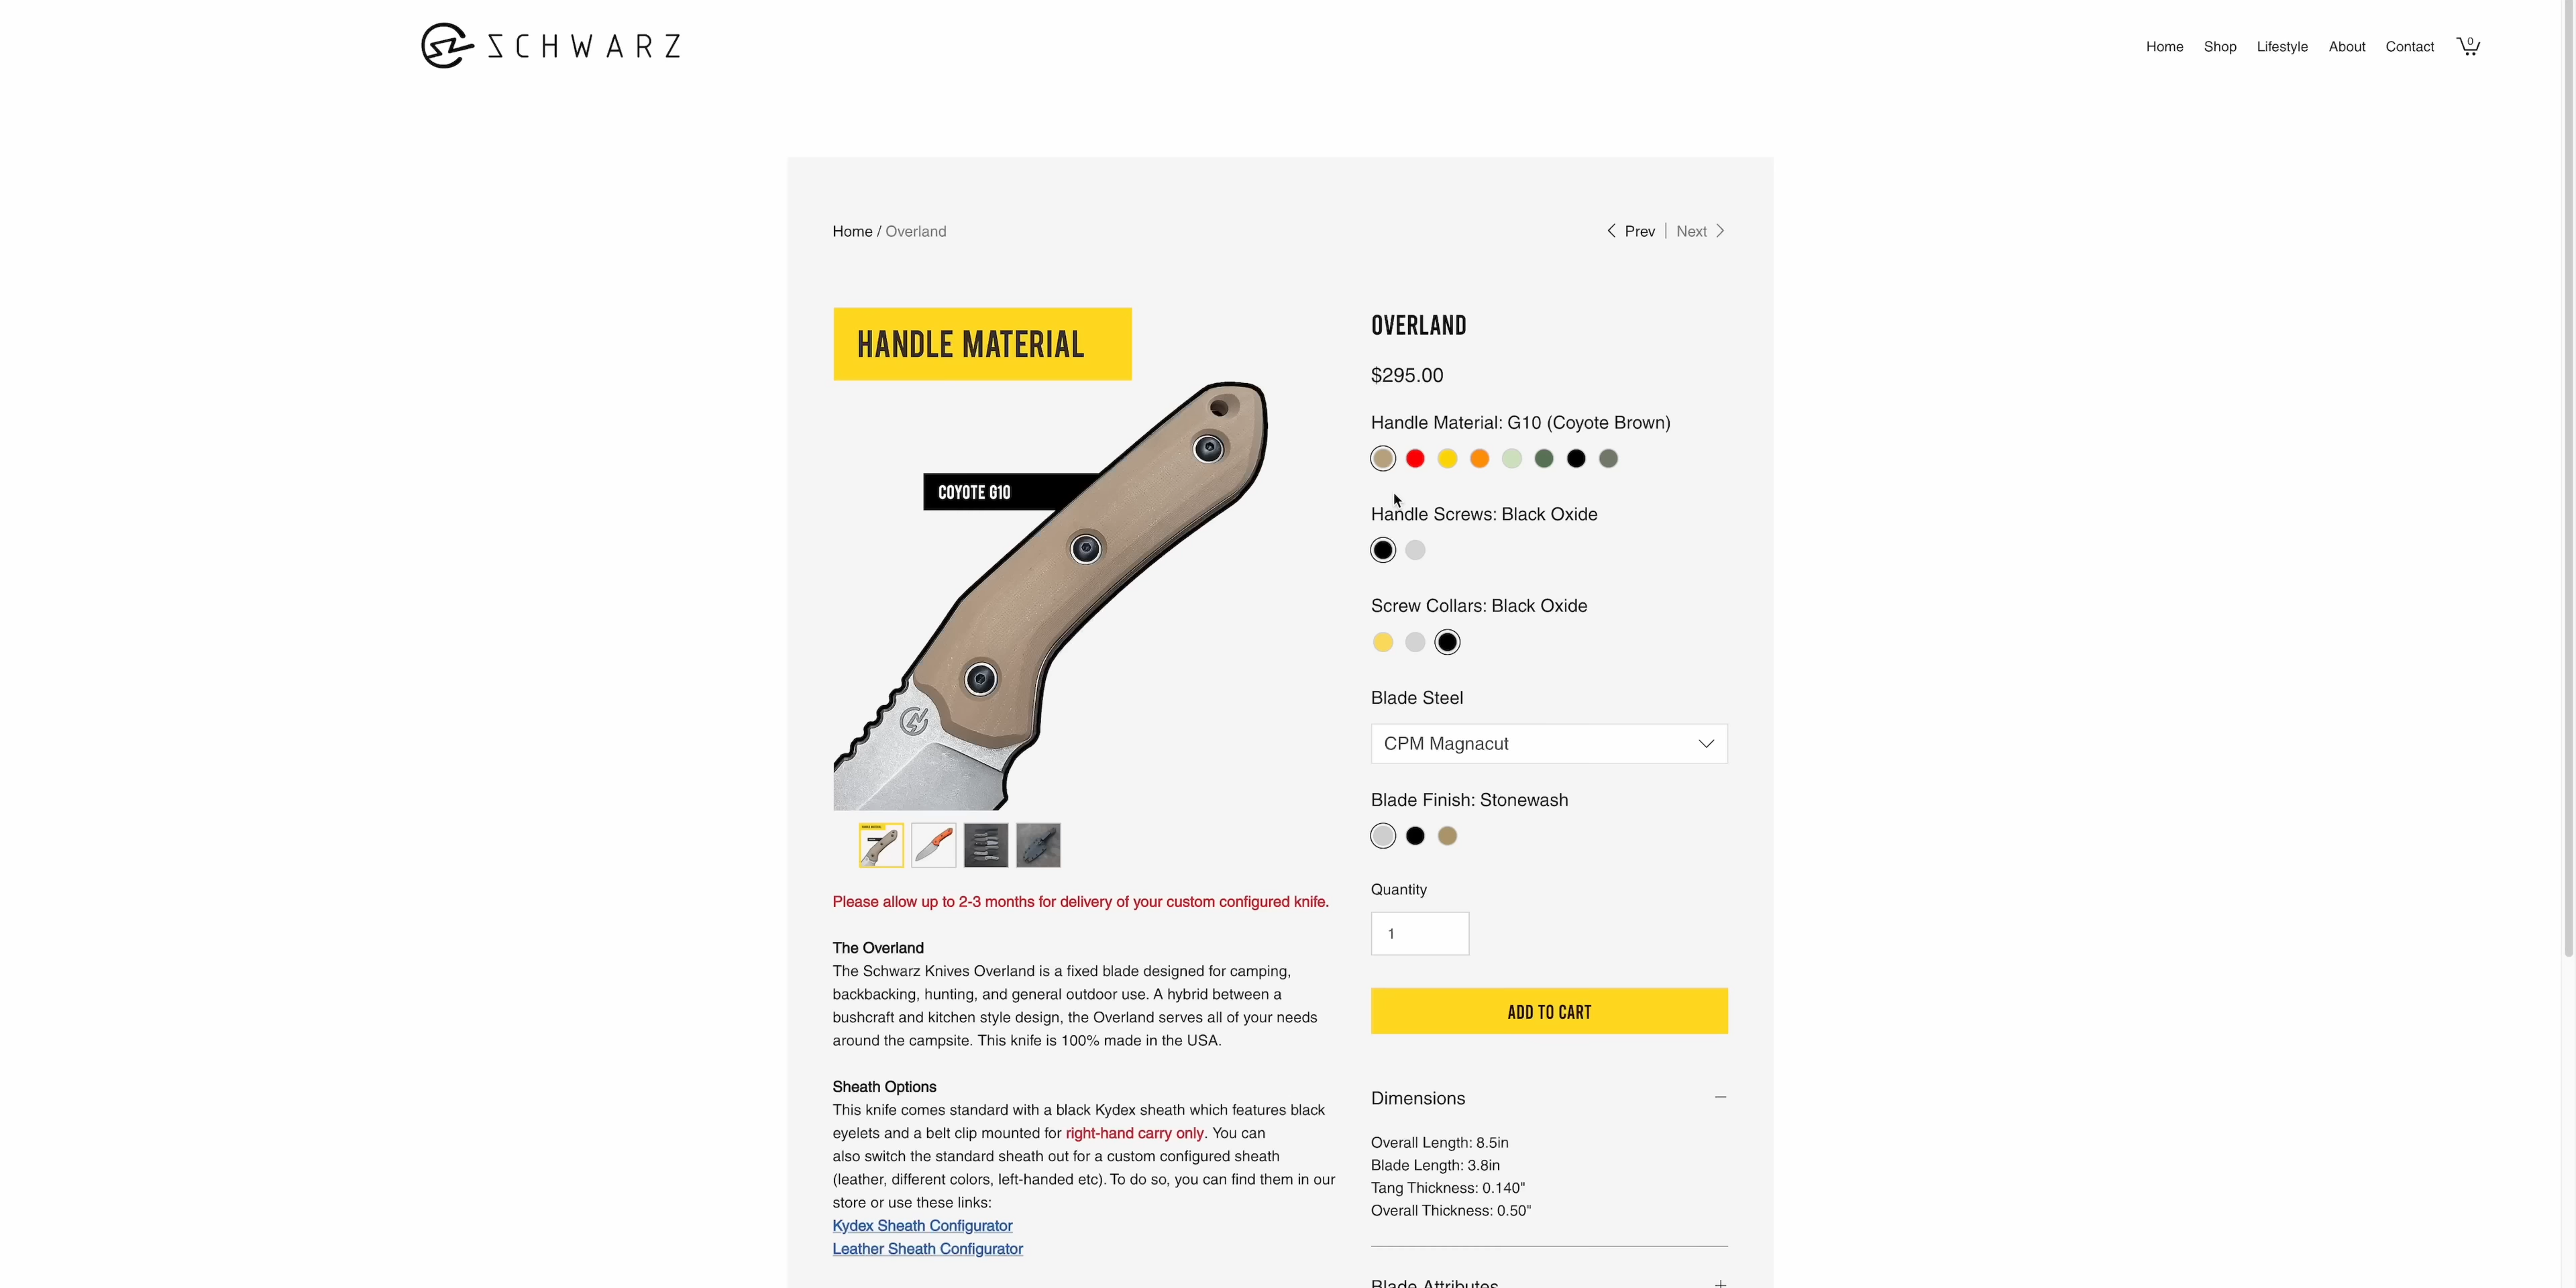 SCHWARZ
Home Shop Lifestyle About Contact 0
Home / Overland
Prev | Next
HANDLE MATERIAL
COYOTE G10
Please allow up to 2-3 months for delivery of your custom configured knife.
The Overland
The Schwarz Knives Overland is a fixed blade designed for camping,
backbacking, hunting, and general outdoor use. A hybrid between a
bushcraft and kitchen style design, the Overland serves all of your needs
around the campsite. This knife is 100% made in the USA.
Sheath Options
This knife comes standard with a black Kydex sheath which features black
eyelets and a belt clip mounted for right-hand carry only. You can
also switch the standard sheath out for a custom configured sheath
(leather, different colors, left-handed etc). To do so, you can find them in our
store or use these links:
Kydex Sheath Configurator
Leather Sheath Configurator
OVERLAND
$295.00
Handle Material: G10 (Coyote Brown)
Handle Screws: Black Oxide
Screw Collars: Black Oxide
Blade Steel
CPM Magnacut
Blade Finish: Stonewash
Quantity
1
ADD TO CART
Dimensions
Overall Length: 8.5in
Blade Length: 3.8in
Tang Thickness: 0.140"
Overall Thickness: 0.50"
Blade Attributes